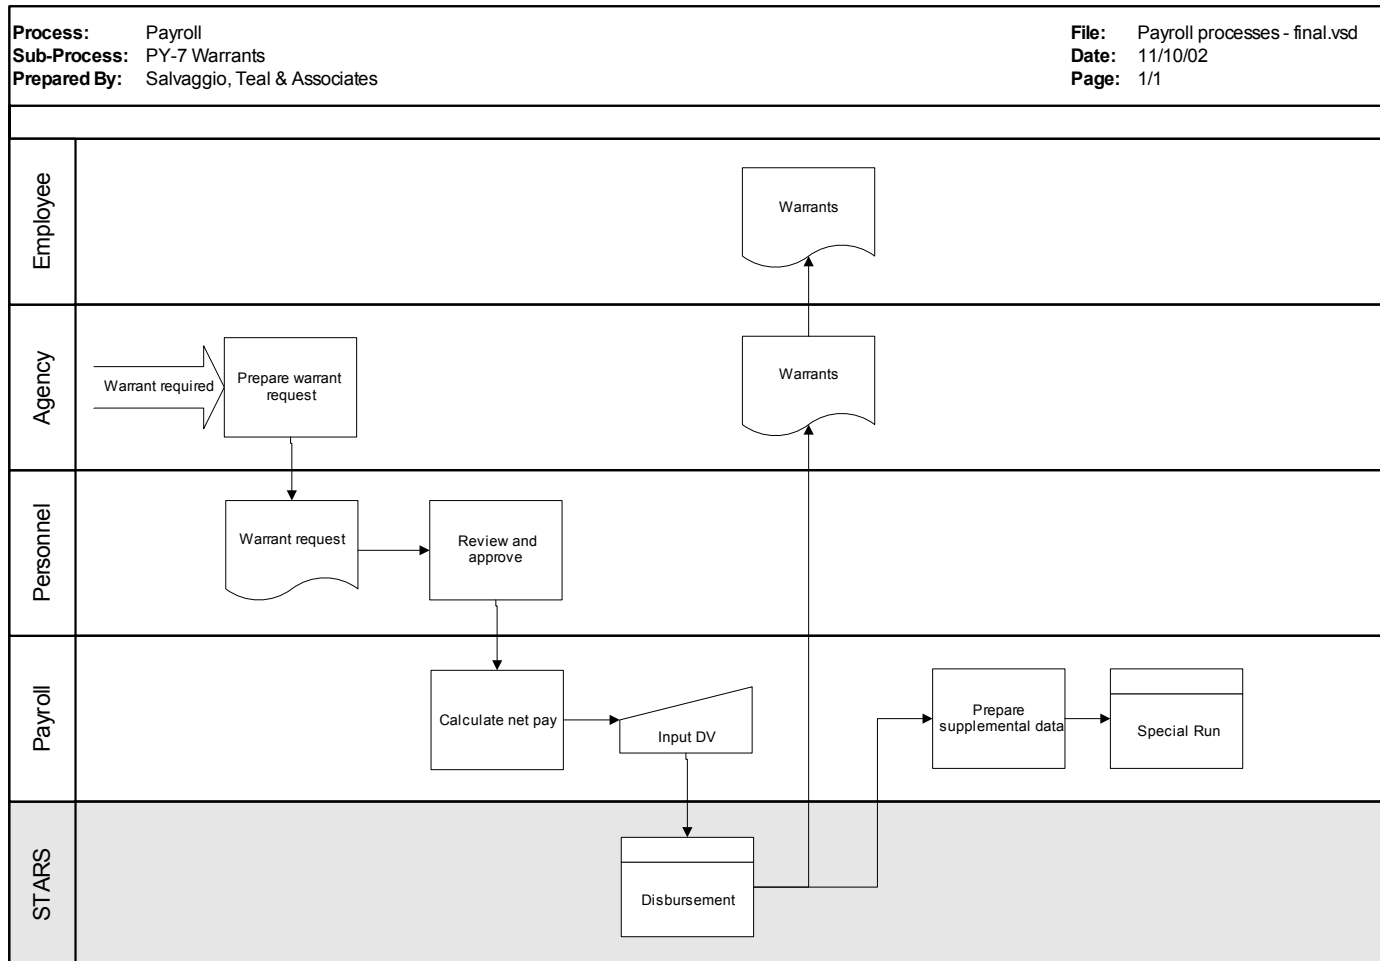 Process: Payroll
Sub-Process: PY-7 Warrants
Prepared By: Salvaggio, Teal & Associates
File: Payroll processes - final.vsd
Date: 11/10/02
Page: 1/1
Employee
Warrants
Agency
Warrant required
Prepare warrant
request
Warrants
Personnel
Warrant request
Review and
approve
Payroll
Calculate net pay
Input DV
Prepare
supplemental data
Special Run
STARS
Disbursement